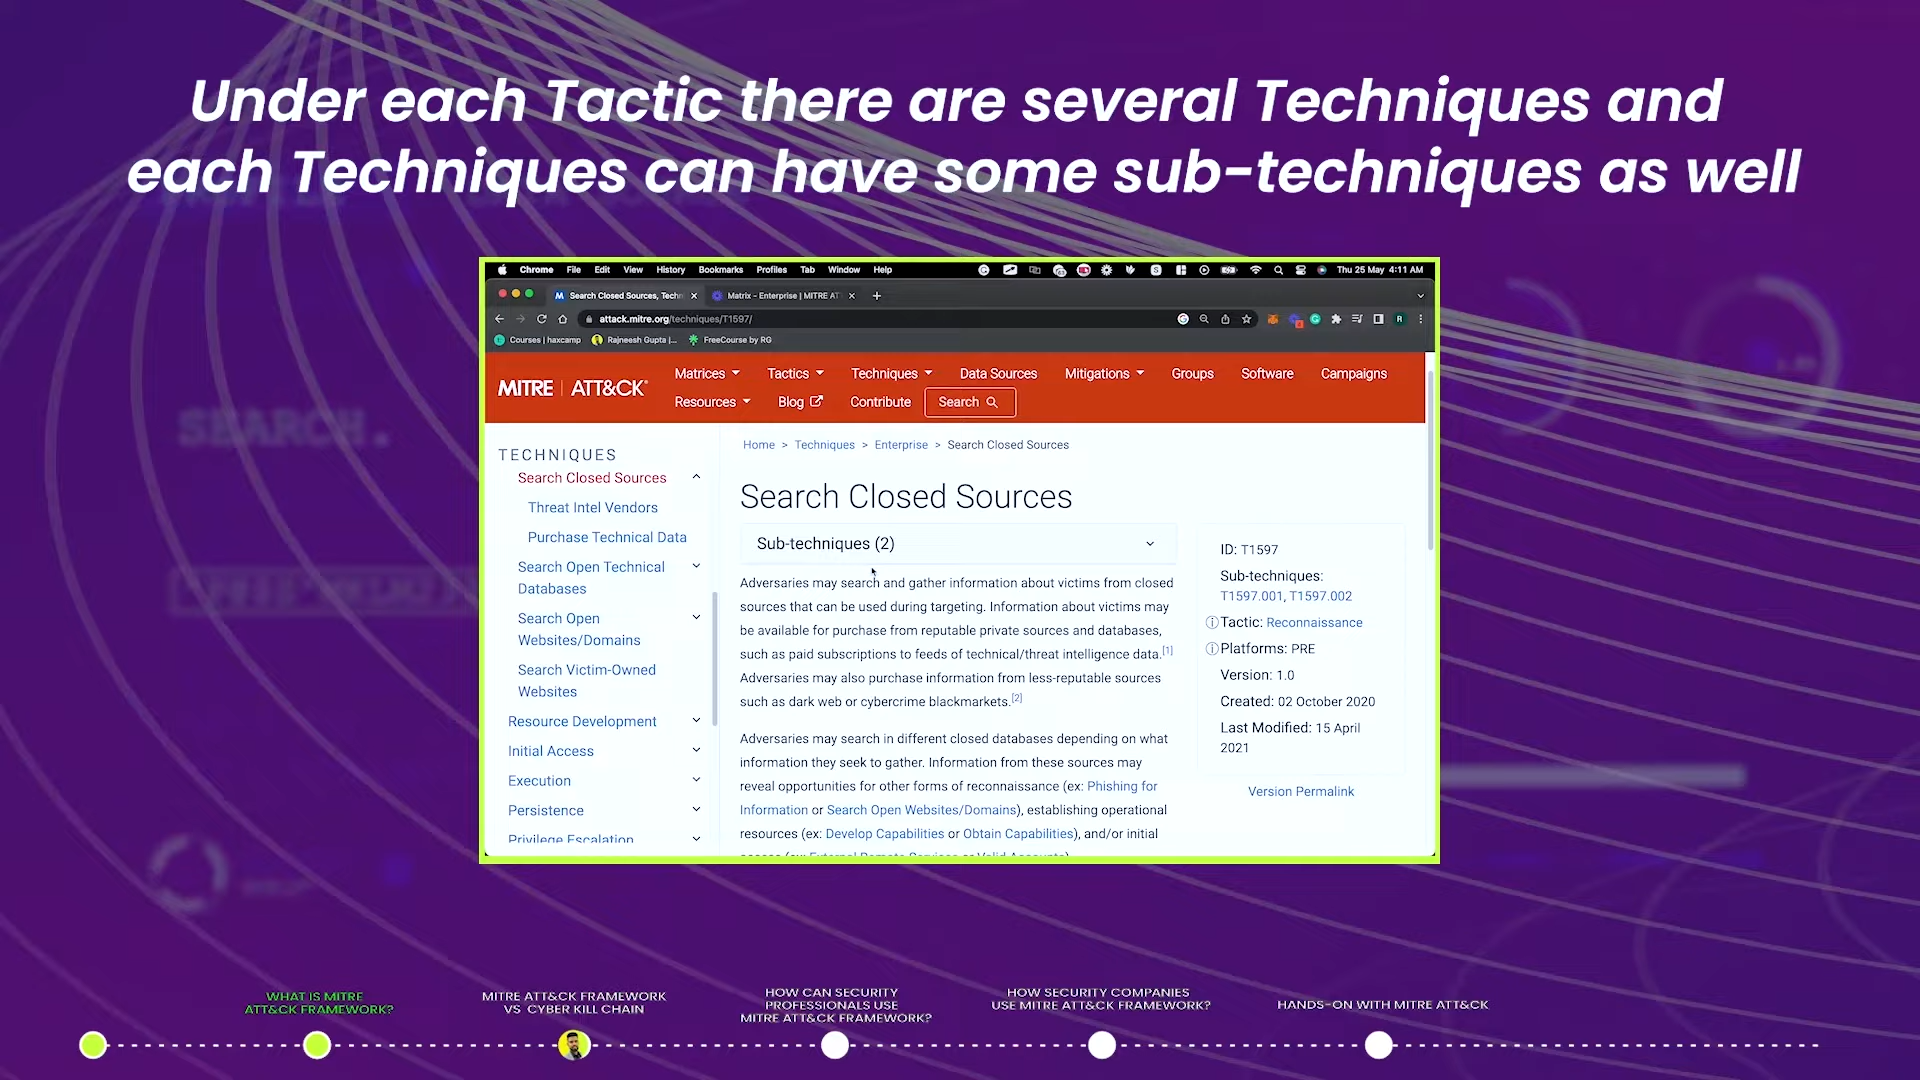 Under each Tactic there are several Techniques and
each Techniques can have some sub-techniques as well
Chrome File Edit View History Bookmarks Profiles Tab Window Help
Thu 25 May 4:11 AM
Search Closed Sources, Techn
Matrix - Enterprise | MITRE AT
attack.mitre.org/techniques/T1597/
Courses | haxcamp
Rajneesh Gupta |...
FreeCourse by RG
MITRE | ATT&CK®
Matrices Tactics Techniques Data Sources Mitigations Groups Software Campaigns
Resources Blog Contribute Search
TECHNIQUES
Search Closed Sources
Threat Intel Vendors
Purchase Technical Data
Search Open Technical
Databases
Search Open
Websites/Domains
Search Victim-Owned
Websites
Resource Development
Initial Access
Execution
Persistence
Privilege Escalation
Home > Techniques > Enterprise > Search Closed Sources
Search Closed Sources
Sub-techniques (2)
Adversaries may search and gather information about victims from closed
sources that can be used during targeting. Information about victims may
be available for purchase from reputable private sources and databases,
such as paid subscriptions to feeds of technical/threat intelligence data.[1]
Adversaries may also purchase information from less-reputable sources
such as dark web or cybercrime blackmarkets.[2]
Adversaries may search in different closed databases depending on what
information they seek to gather. Information from these sources may
reveal opportunities for other forms of reconnaissance (ex: Phishing for
Information or Search Open Websites/Domains), establishing operational
resources (ex: Develop Capabilities or Obtain Capabilities), and/or initial
access (ex: External Remote Services or Valid Accounts).
ID: T1597
Sub-techniques:
T1597.001, T1597.002
Tactic: Reconnaissance
Platforms: PRE
Version: 1.0
Created: 02 October 2020
Last Modified: 15 April
2021
Version Permalink
SEARCH.
WHAT IS MITRE
ATT&CK FRAMEWORK?
MITRE ATT&CK FRAMEWORK
VS CYBER KILL CHAIN
HOW CAN SECURITY
PROFESSIONALS USE
MITRE ATT&CK FRAMEWORK?
HOW SECURITY COMPANIES
USE MITRE ATT&CK FRAMEWORK?
HANDS-ON WITH MITRE ATT&CK